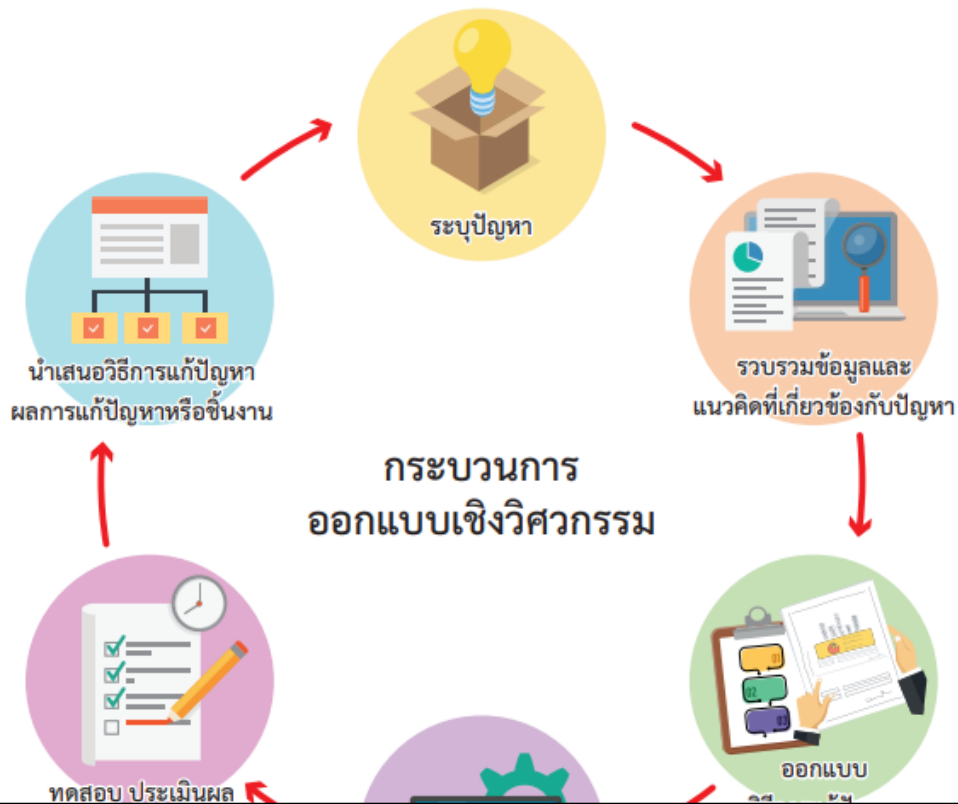 ระบุปัญหา
รวบรวมข้อมูลและ
แนวคิดที่เกี่ยวข้องกับปัญหา
ออกแบบ
ทดสอบ ประเมินผล
นำเสนอวิธีการแก้ปัญหา
ผลการแก้ปัญหาหรือชิ้นงาน
กระบวนการ
ออกแบบเชิงวิศวกรรม
01
02
03